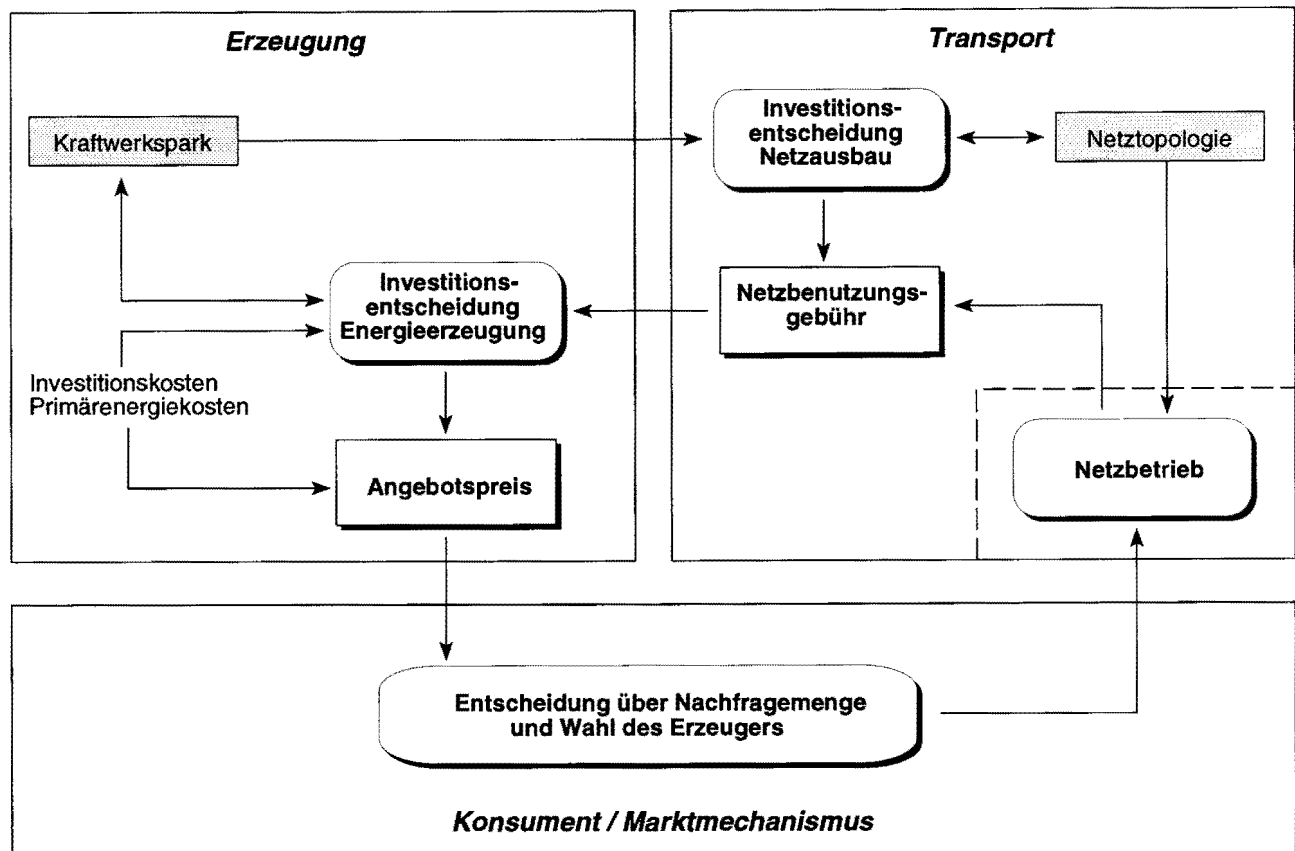 Erzeugung
Kraftwerkspark
Investitions-
entscheidung
Energieerzeugung
Investitionskosten
Primärenergiekosten
Angebotspreis
Transport
Investitions-
entscheidung
Netzausbau
Netztopologie
Netzbenutzungs-
gebühr
Netzbetrieb
Entscheidung über Nachfragemenge
und Wahl des Erzeugers
Konsument / Marktmechanismus